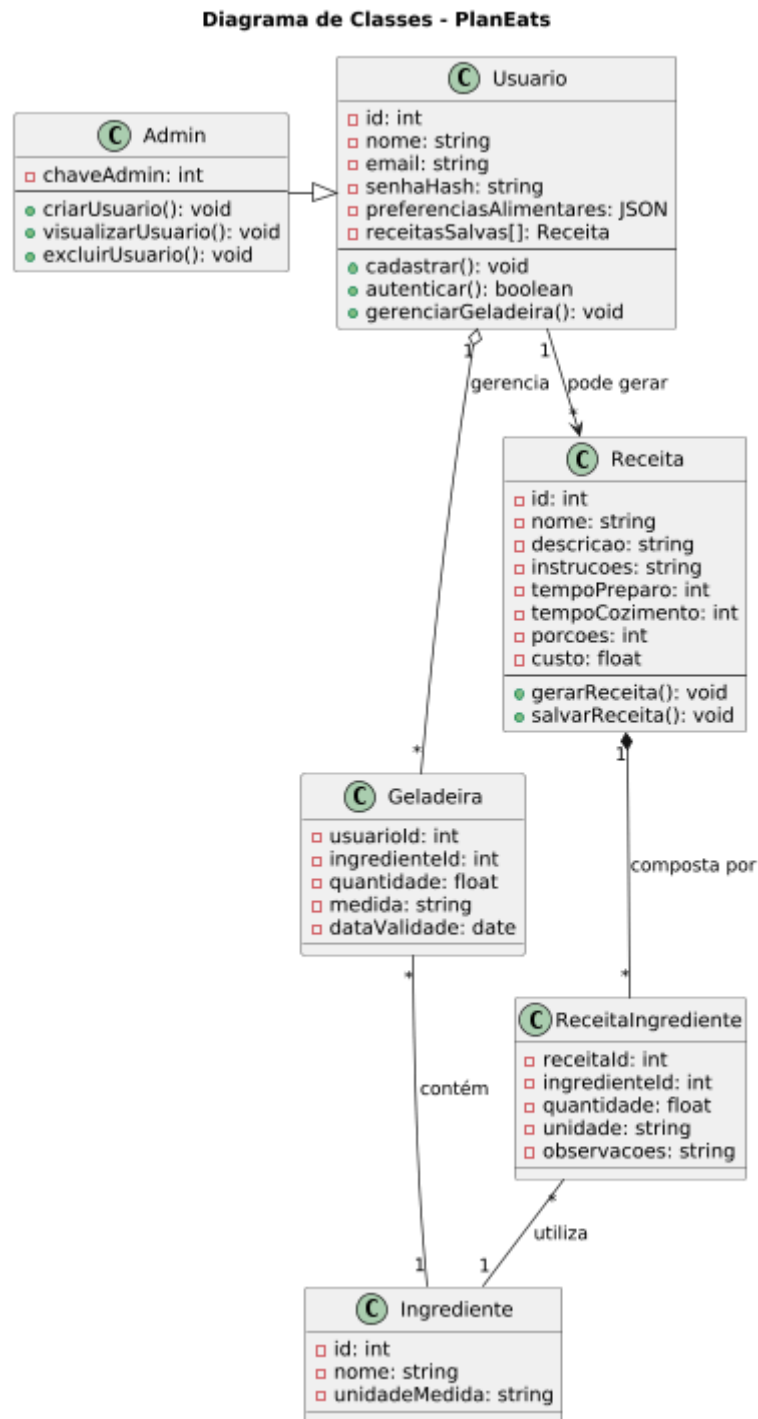 Diagrama de Classes - PlanEats
C Usuario
id: int
nome: string
email: string
senhaHash: string
preferenciasAlimentares: JSON
receitasSalvas[]: Receita
cadastrar(): void
autenticar(): boolean
gerenciarGeladeira(): void
C Admin
chaveAdmin: int
criarUsuario(): void
visualizarUsuario(): void
excluirUsuario(): void
1
1
gerencia
pode gerar
*
C Receita
id: int
nome: string
descricao: string
instrucoes: string
tempoPreparo: int
tempoCozimento: int
porcoes: int
custo: float
gerarReceita(): void
salvarReceita(): void
*
1
C Geladeira
usuarioId: int
ingredienteId: int
quantidade: float
medida: string
dataValidade: date
composta por
*
*
C ReceitaIngrediente
receitaId: int
ingredienteId: int
quantidade: float
unidade: string
observacoes: string
contém
*
utiliza
1
1
C Ingrediente
id: int
nome: string
unidadeMedida: string